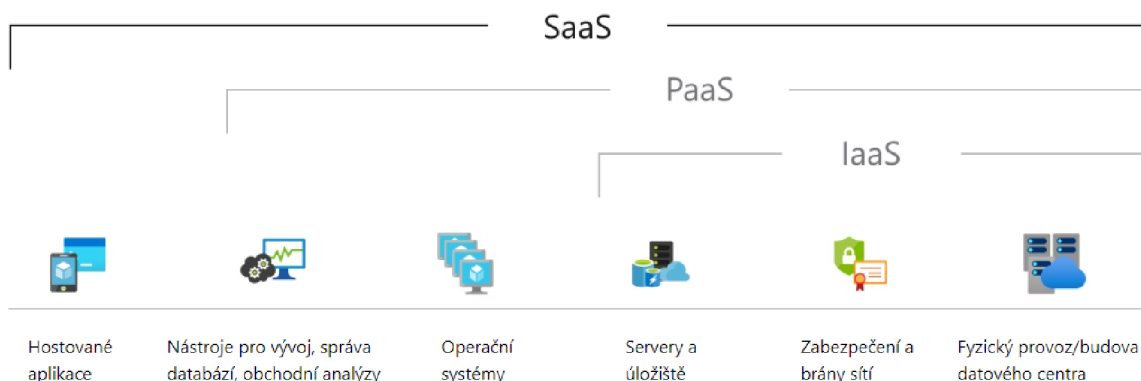 SaaS
PaaS
IaaS
Hostované
aplikace
Nástroje pro vývoj, správa
databází, obchodní analýzy
Operační
systémy
Servery a
úložiště
Zabezpečení a
brány sítí
Fyzický provoz/budova
datového centra